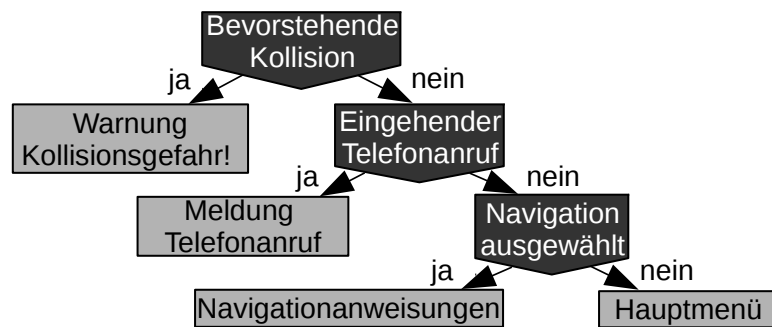 Bevorstehende
Kollision
ja
nein
Warnung
Kollisionsgefahr!
Eingehender
Telefonanruf
ja
nein
Meldung
Telefonanruf
Navigation
ausgewählt
ja
nein
Navigationanweisungen
Hauptmenü